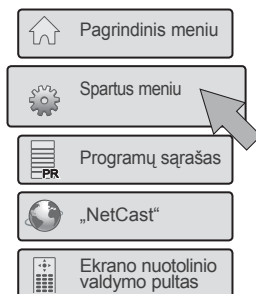 Pagrindinis meniu
Spartus meniu
PR
Programų sąrašas
„NetCast“
Ekrano nuotolinio
valdymo pultas